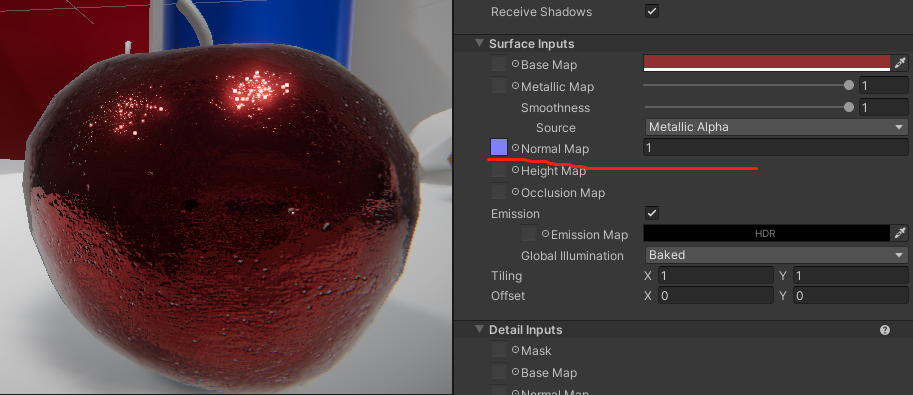 Receive Shadows
Surface Inputs
Base Map
Metallic Map 1
Smoothness 1
Source Metallic Alpha
Normal Map 1
Height Map
Occlusion Map
Emission
Emission Map HDR
Global Illumination Baked
Tiling X 1 Y 1
Offset X 0 Y 0
Detail Inputs ?
Mask
Base Map
Normal Map